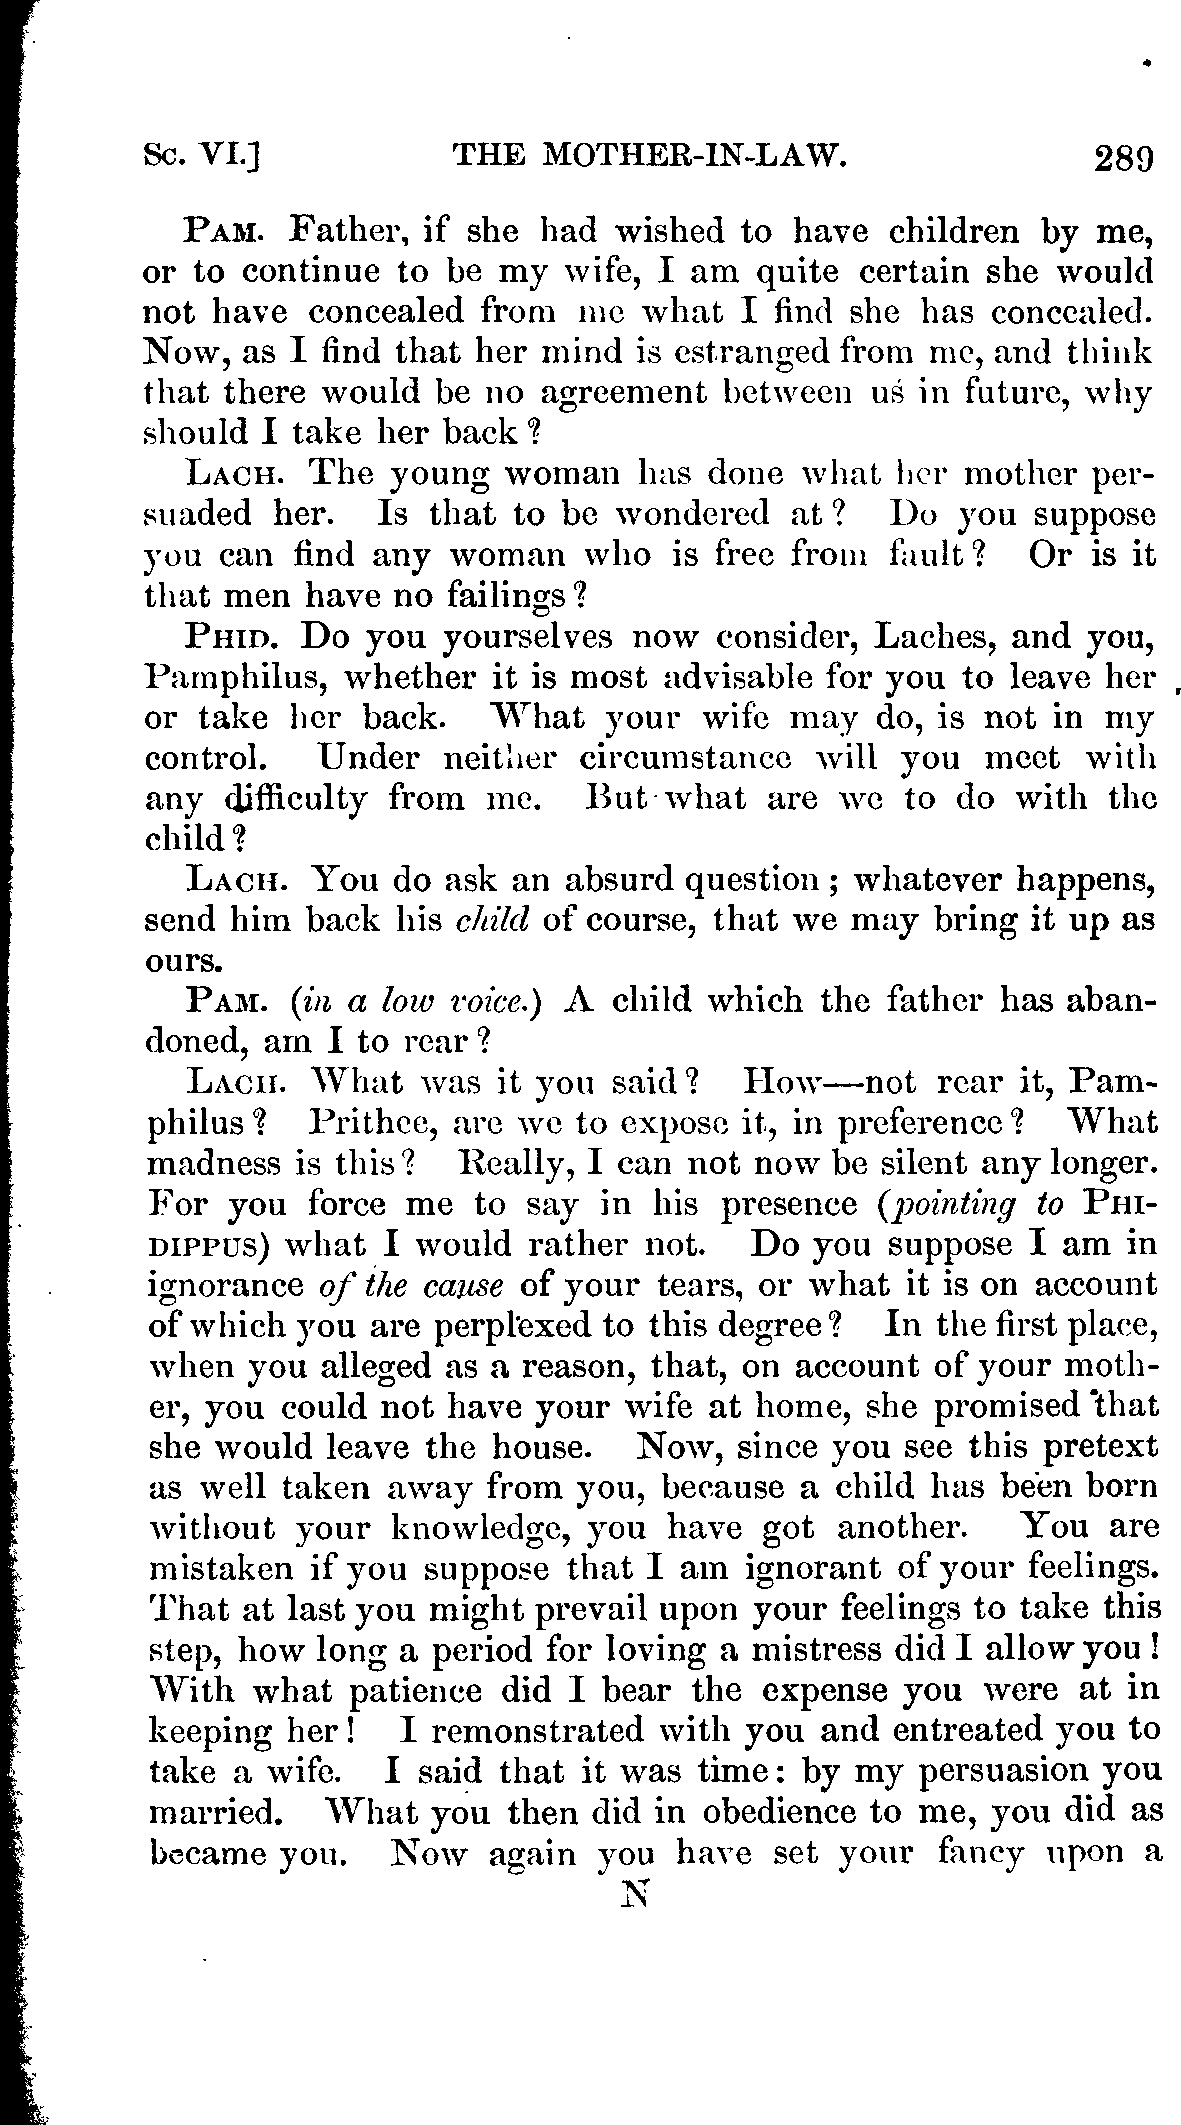 Sc. VI.] THE MOTHER-IN-LAW. 289
PAM. Father, if she had wished to have children by me,
or to continue to be my wife, I am quite certain she would
not have concealed from me what I find she has concealed.
Now, as I find that her mind is estranged from me, and think
that there would be no agreement between us in future, why
should I take her back?
LACH. The young woman has done what her mother per-
suaded her. Is that to be wondered at? Do you suppose
you can find any woman who is free from fault? Or is it
that men have no failings?
PHID. Do you yourselves now consider, Laches, and you,
Pamphilus, whether it is most advisable for you to leave her
or take her back. What your wife may do, is not in my
control. Under neither circumstance will you meet with
any difficulty from me. But what are we to do with the
child?
LACH. You do ask an absurd question; whatever happens,
send him back his child of course, that we may bring it up as
ours.
PAM. (in a low voice.) A child which the father has aban-
doned, am I to rear?
LACH. What was it you said? How—not rear it, Pam-
philus? Prithee, are we to expose it, in preference? What
madness is this? Really, I can not now be silent any longer.
For you force me to say in his presence (pointing to PHI-
DIPPUS) what I would rather not. Do you suppose I am in
ignorance of the cause of your tears, or what it is on account
of which you are perplexed to this degree? In the first place,
when you alleged as a reason, that, on account of your moth-
er, you could not have your wife at home, she promised that
she would leave the house. Now, since you see this pretext
as well taken away from you, because a child has been born
without your knowledge, you have got another. You are
mistaken if you suppose that I am ignorant of your feelings.
That at last you might prevail upon your feelings to take this
step, how long a period for loving a mistress did I allow you!
With what patience did I bear the expense you were at in
keeping her! I remonstrated with you and entreated you to
take a wife. I said that it was time: by my persuasion you
married. What you then did in obedience to me, you did as
became you. Now again you have set your fancy upon a
N